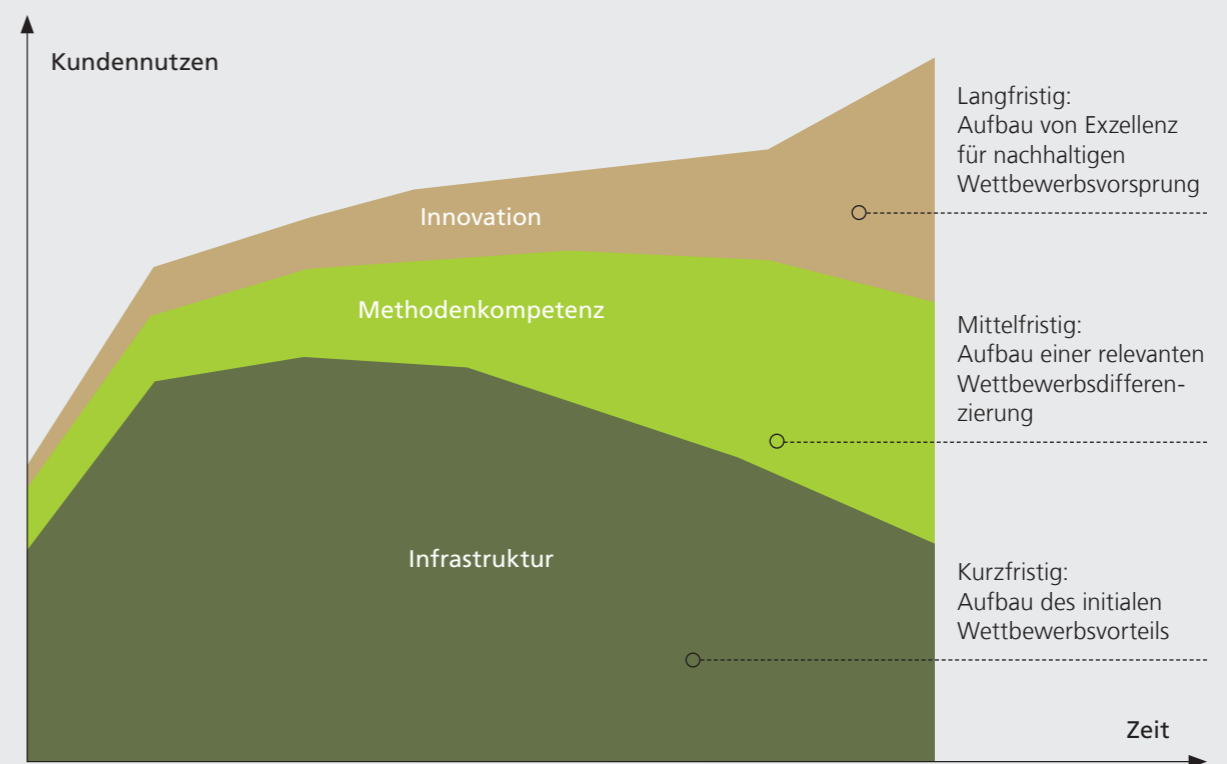 Kundennutzen
Langfristig:
Aufbau von Exzellenz
für nachhaltigen
Wettbewerbsvorsprung
Innovation
Methodenkompetenz
Mittelfristig:
Aufbau einer relevanten
Wettbewerbsdifferen-
zierung
Infrastruktur
Kurzfristig:
Aufbau des initialen
Wettbewerbsvorteils
Zeit